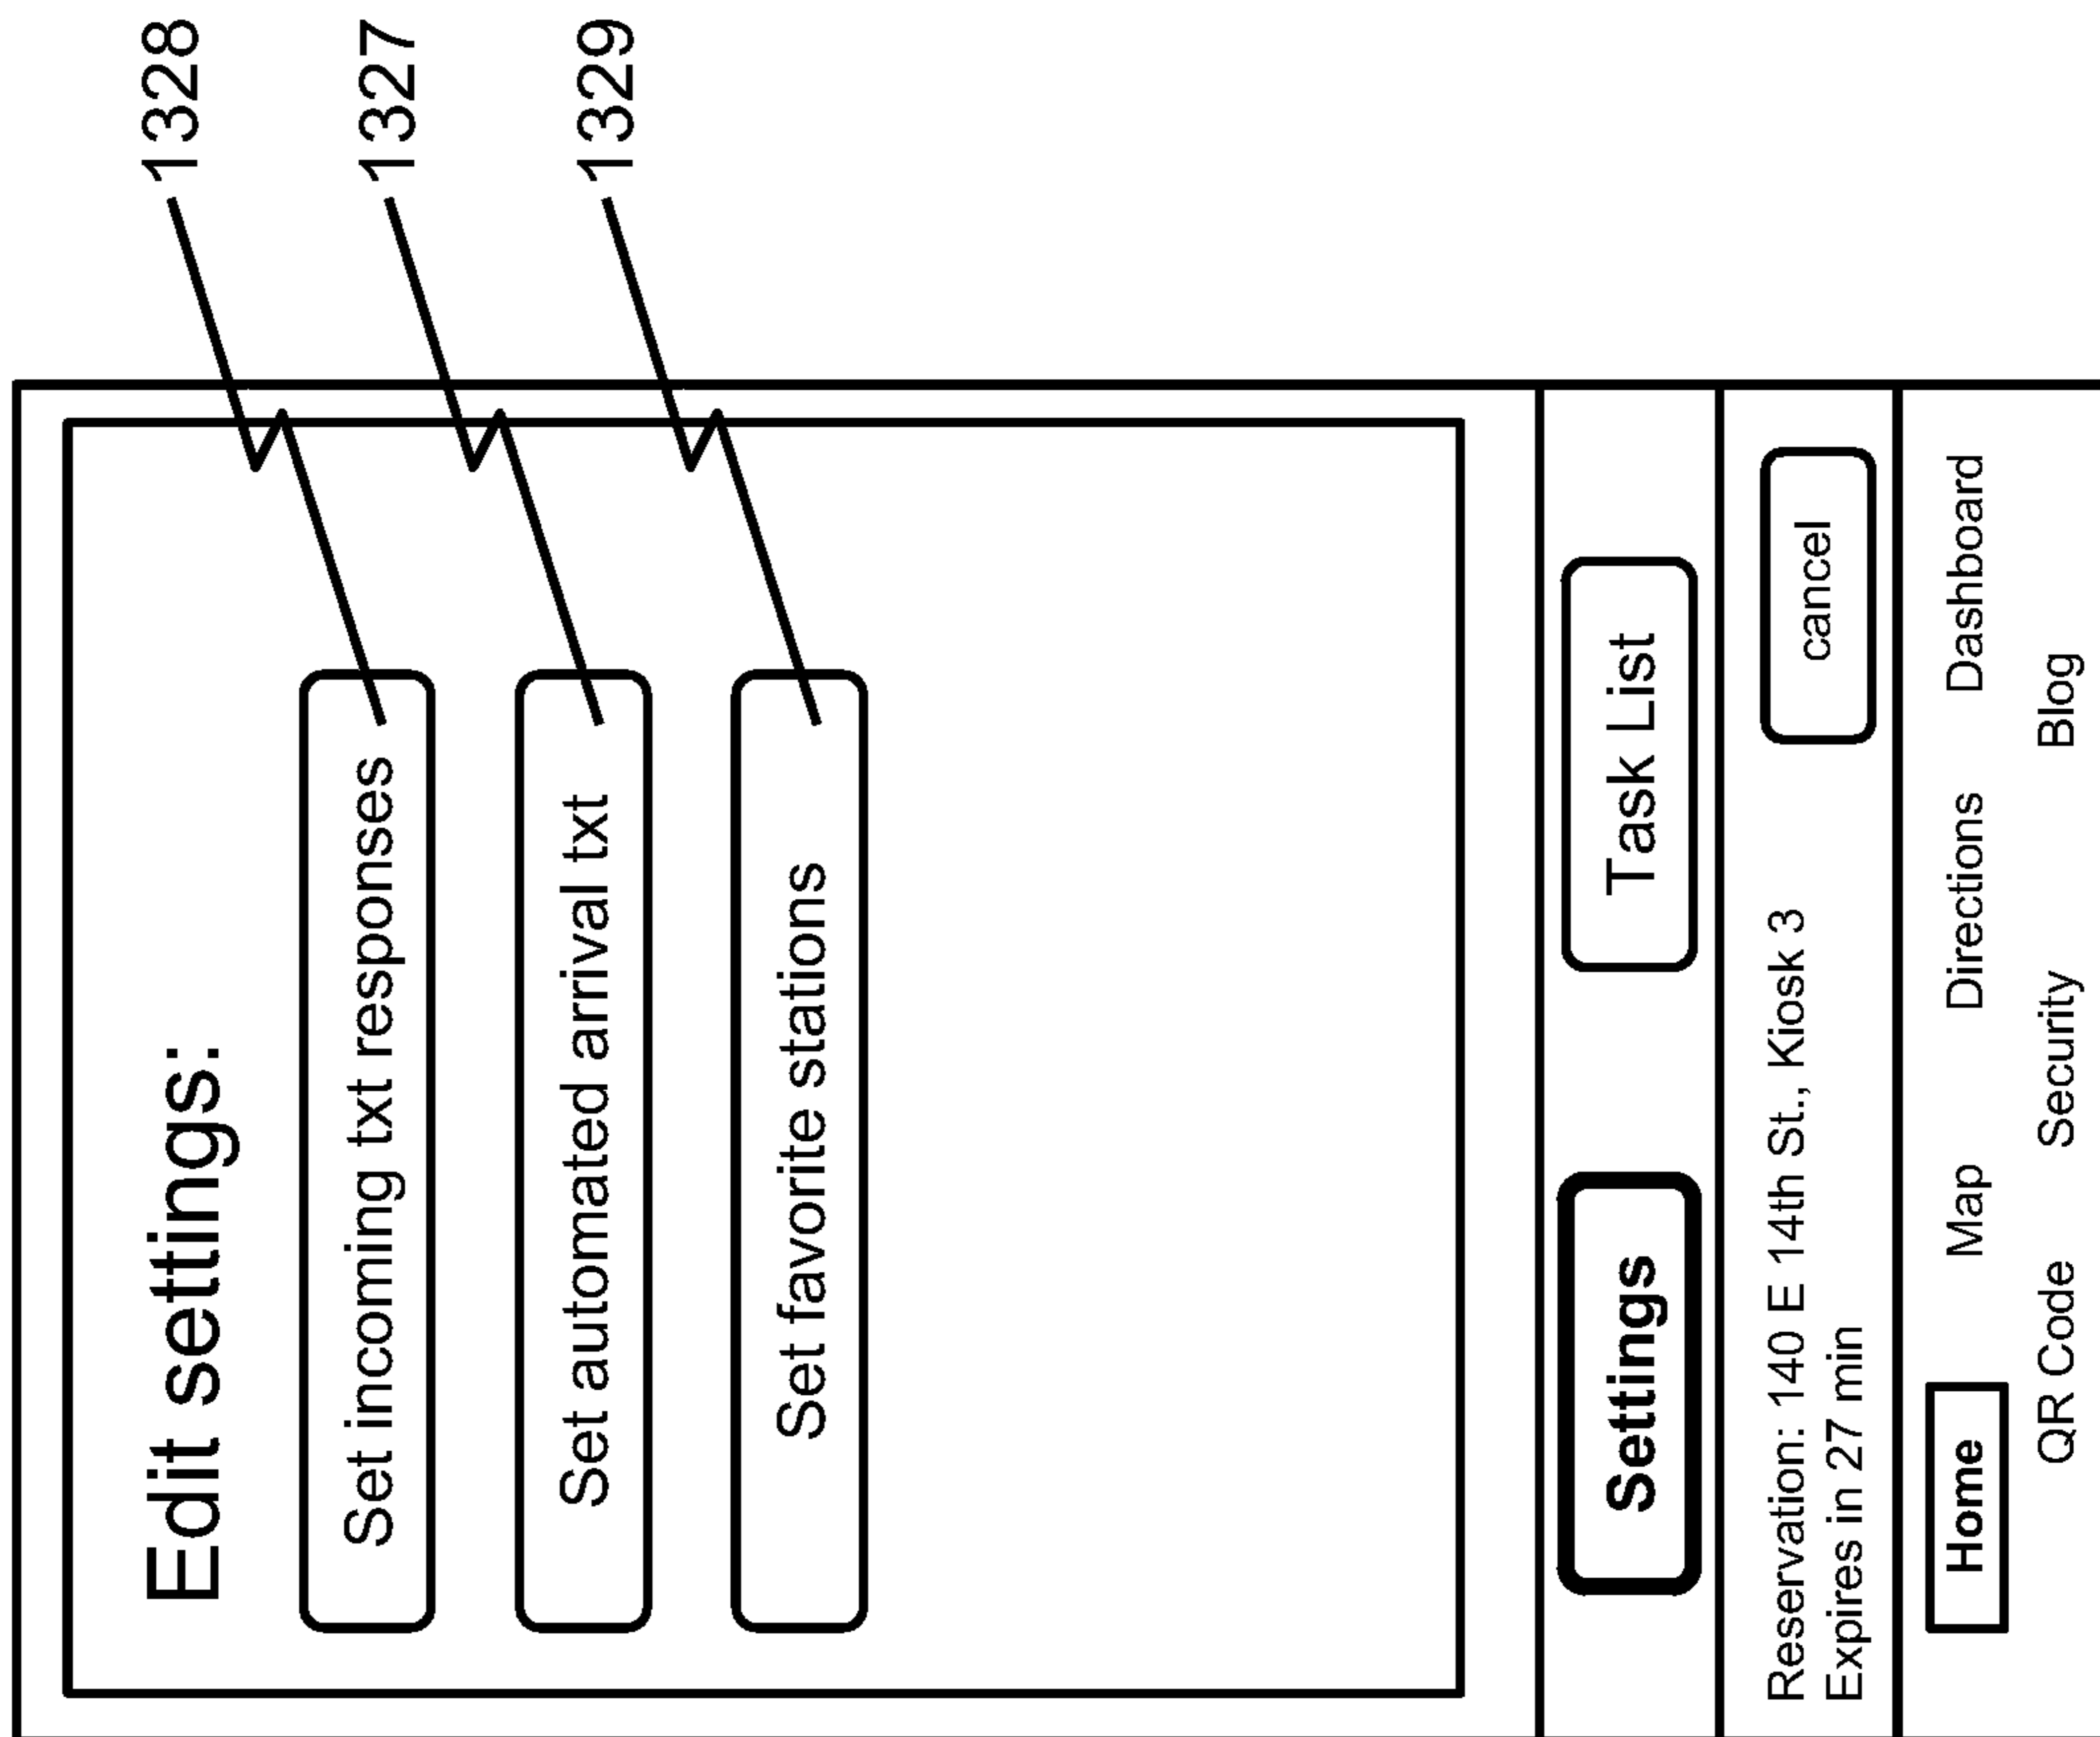 Edit settings:
Set incoming txt responses 1328
Set automated arrival txt 1327
Set favorite stations 1329
Settings Task List
Reservation: 140 E 14th St., Kiosk 3
Expires in 27 min
cancel
Home Map Directions Dashboard
QR Code Security Blog